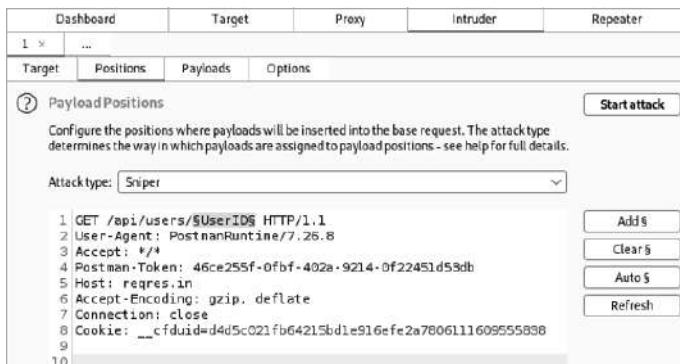 Dashboard Target Proxy Intruder Repeater
1 × ...
Target Positions Payloads Options
? Payload Positions Start attack
Configure the positions where payloads will be inserted into the base request. The attack type
determines the way in which payloads are assigned to payload positions - see help for full details.
Attack type: Sniper
1 GET /api/users/§UserID§ HTTP/1.1
2 User-Agent: PostmanRuntime/7.26.8
3 Accept: */*
4 Postman-Token: 46ce255f-0fbf-402a-9214-0f22451d53db
5 Host: reqres.in
6 Accept-Encoding: gzip, deflate
7 Connection: close
8 Cookie: __cfduid=d4d5c021fb64215bd1e916efe2a7806111609555838
9
10
Add §
Clear §
Auto §
Refresh